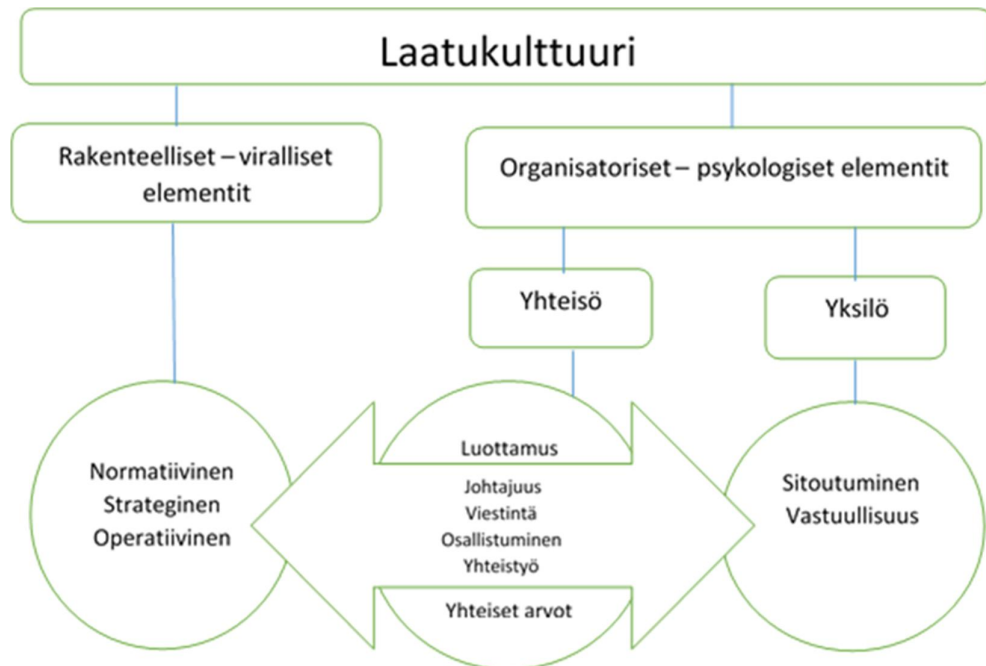 Laatukulttuuri
Rakenteelliset – viralliset
elementit
Organisatoriset – psykologiset elementit
Yhteisö
Yksilö
Normatiivinen
Strateginen
Operatiivinen
Luottamus
Johtajuus
Viestintä
Osallistuminen
Yhteistyö
Yhteiset arvot
Sitoutuminen
Vastuullisuus